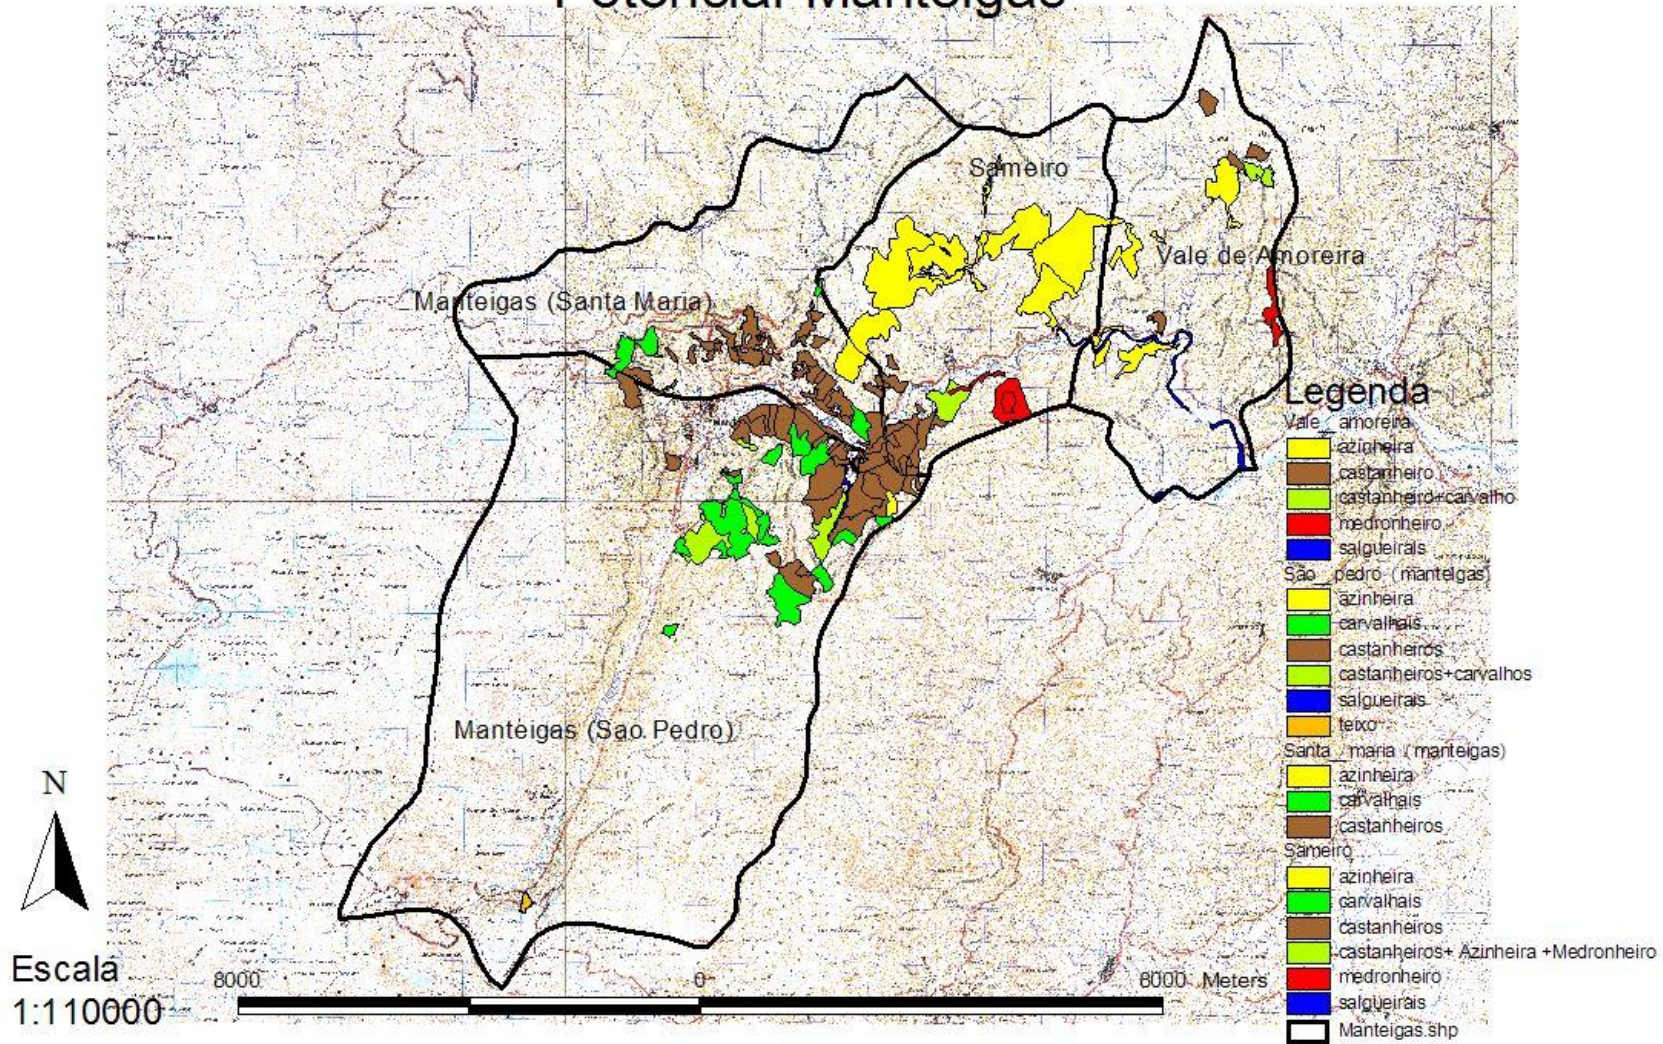 Potencial Manteigas
Sameiro
Vale de Amoreira
Manteigas (Santa Maria)
Manteigas (Sao Pedro)
N
Escala
1:110000
8000 0 8000 Meters
Legenda
Vale_amoreira
azinheira
castanheiro
castanheiro+carvalho
medronheiro
salgueirais
São_pedro (manteigas)
azinheira
carvalhais
castanheiros
castanheiros+carvalhos
salgueirais
teixo
Santa_maria (manteigas)
azinheira
carvalhais
castanheiros
Sameiro
azinheira
carvalhais
castanheiros
castanheiros+ Azinheira +Medronheiro
medronheiro
salgueirais
Manteigas.shp